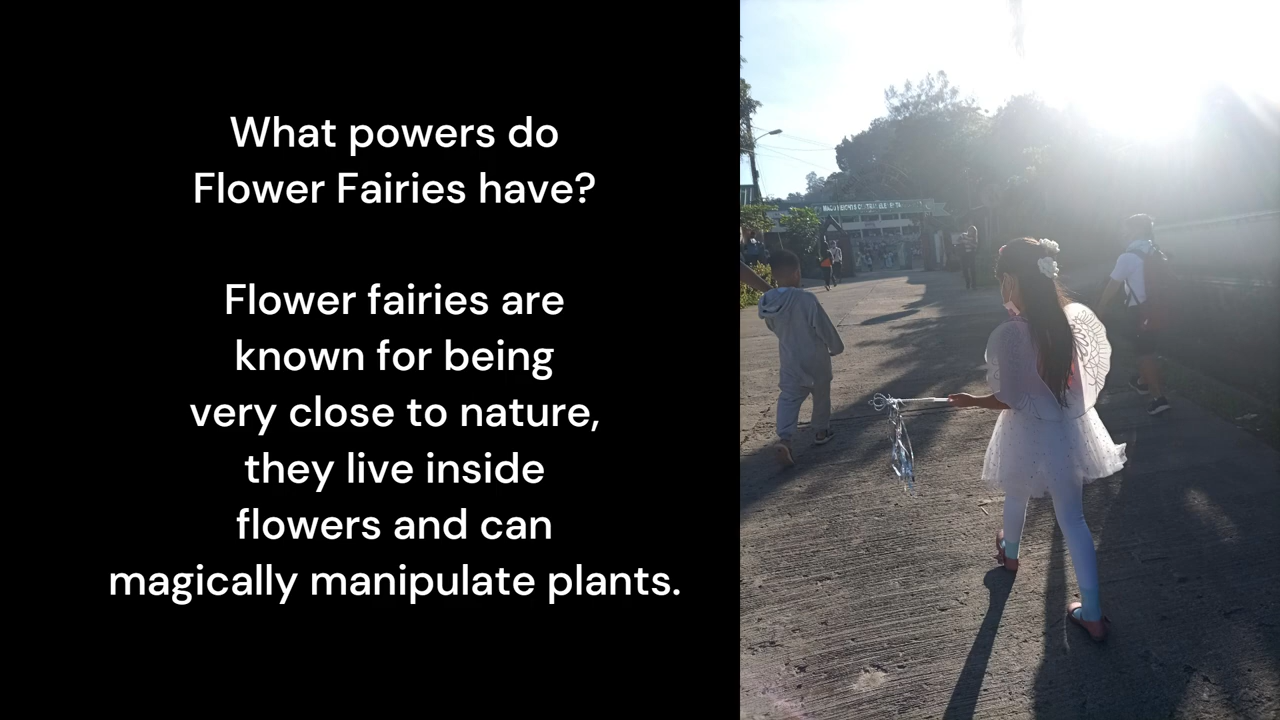 What powers do
Flower Fairies have?
Flower fairies are
known for being
very close to nature,
they live inside
flowers and can
magically manipulate plants.